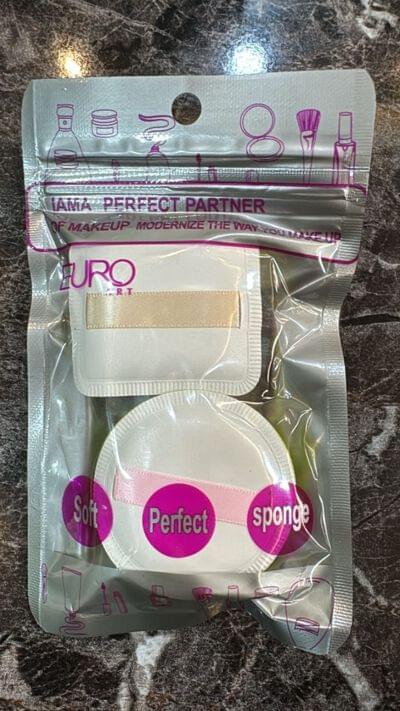 IAMA PERFECT PARTNER
OF MAKEUP MODERNIZE THE WAY YOU MAKE UP
EURO
Soft
Perfect
sponge